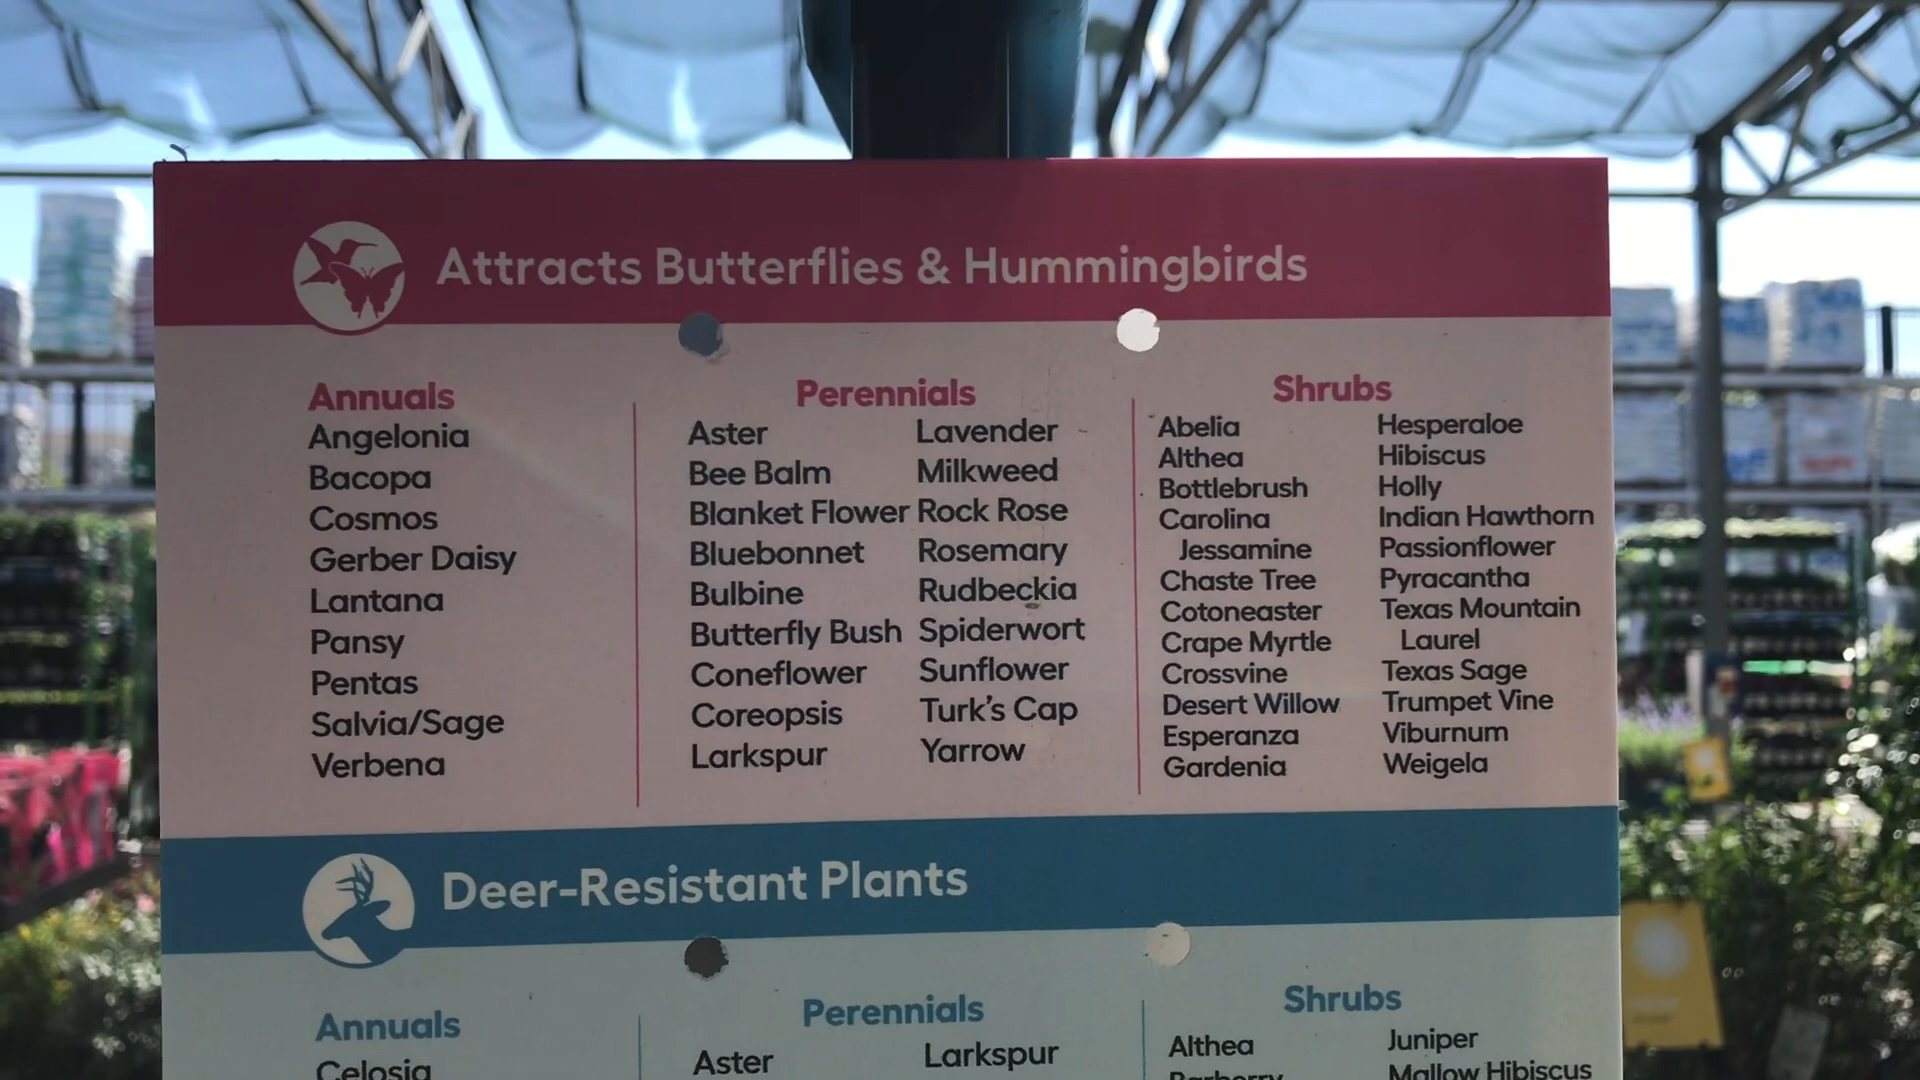 Attracts Butterflies & Hummingbirds
Annuals
Angelonia
Bacopa
Cosmos
Gerber Daisy
Lantana
Pansy
Pentas
Salvia/Sage
Verbena
Perennials
Aster
Bee Balm
Blanket Flower
Bluebonnet
Bulbine
Butterfly Bush
Coneflower
Coreopsis
Larkspur
Lavender
Milkweed
Rock Rose
Rosemary
Rudbeckia
Spiderwort
Sunflower
Turk's Cap
Yarrow
Shrubs
Abelia
Althea
Bottlebrush
Carolina
Jessamine
Chaste Tree
Cotoneaster
Crape Myrtle
Crossvine
Desert Willow
Esperanza
Gardenia
Hesperaloe
Hibiscus
Holly
Indian Hawthorn
Passionflower
Pyracantha
Texas Mountain
Laurel
Texas Sage
Trumpet Vine
Viburnum
Weigela
Deer-Resistant Plants
Annuals
Celosia
Perennials
Aster
Larkspur
Shrubs
Althea
Barberry
Juniper
Mallow Hibiscus